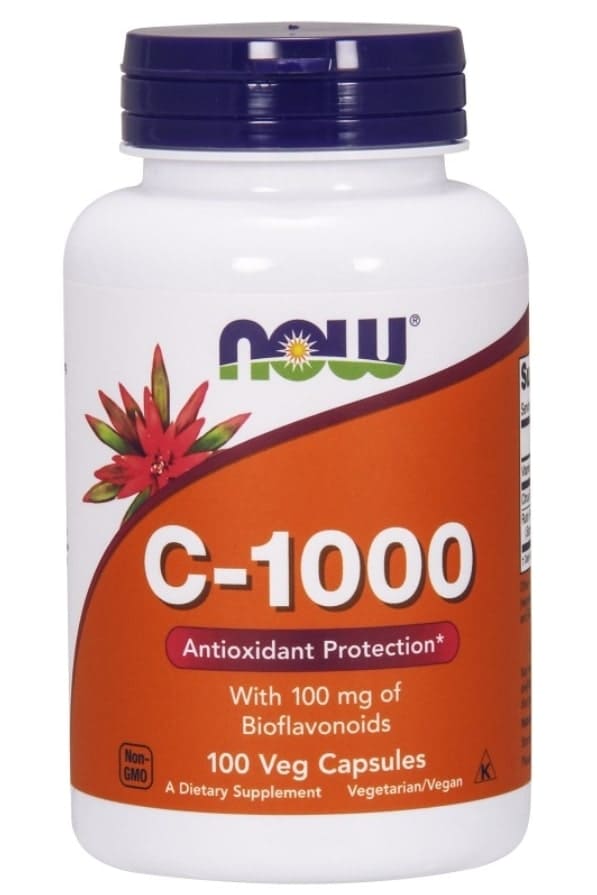 NOW®
C-1000
Antioxidant Protection*
With 100 mg of
Bioflavonoids
100 Veg Capsules
Non-
GMO
A Dietary Supplement Vegetarian/Vegan
K